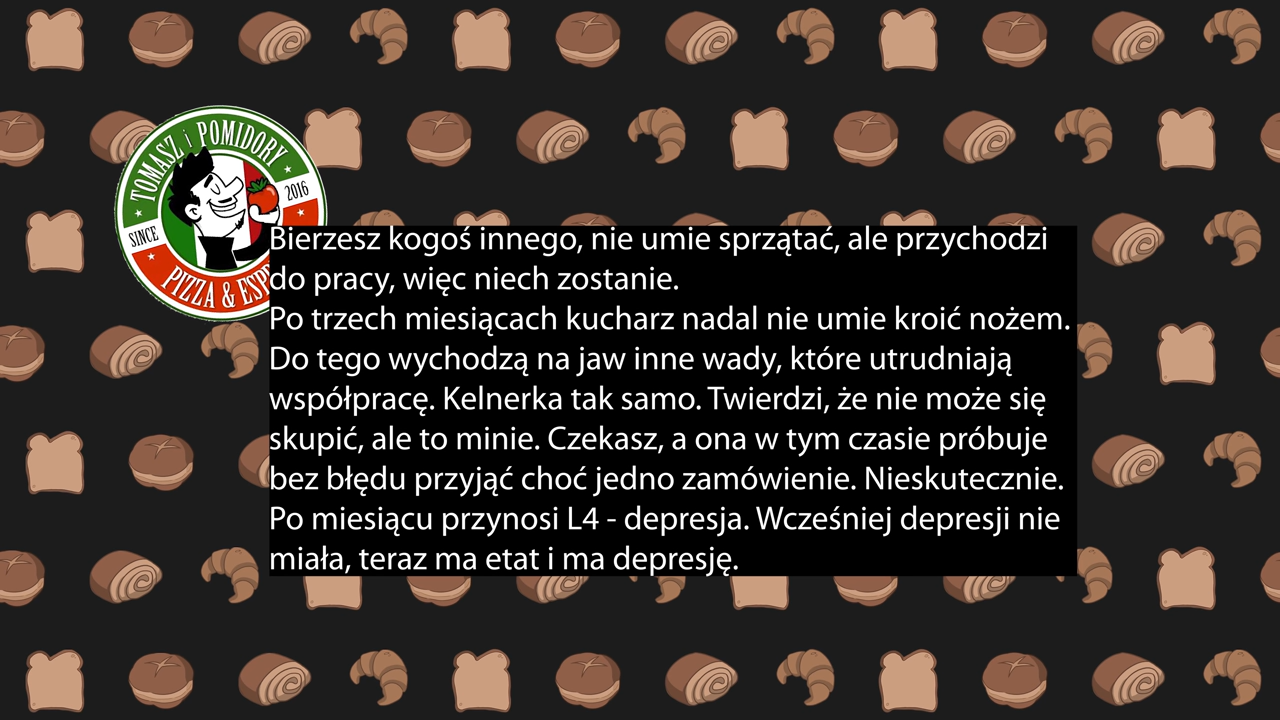 TOMASZ i POMIDORY
SINCE
2016
PIZZA &
Bierzesz kogoś innego, nie umie sprzątać, ale przychodzi
do pracy, więc niech zostanie.
Po trzech miesiącach kucharz nadal nie umie kroić nożem.
Do tego wychodzą na jaw inne wady, które utrudniają
współpracę. Kelnerka tak samo. Twierdzi, że nie może się
skupić, ale to minie. Czekasz, a ona w tym czasie próbuje
bez błędu przyjąć choć jedno zamówienie. Nieskutecznie.
Po miesiącu przynosi L4 - depresja. Wcześniej depresji nie
miała, teraz ma etat i ma depresję.